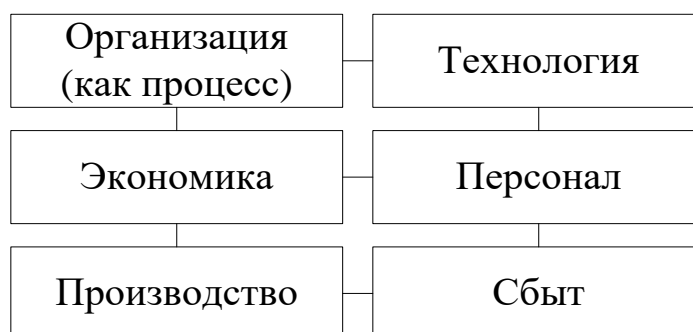 Организация
(как процесс)
Технология
Экономика
Персонал
Производство
Сбыт